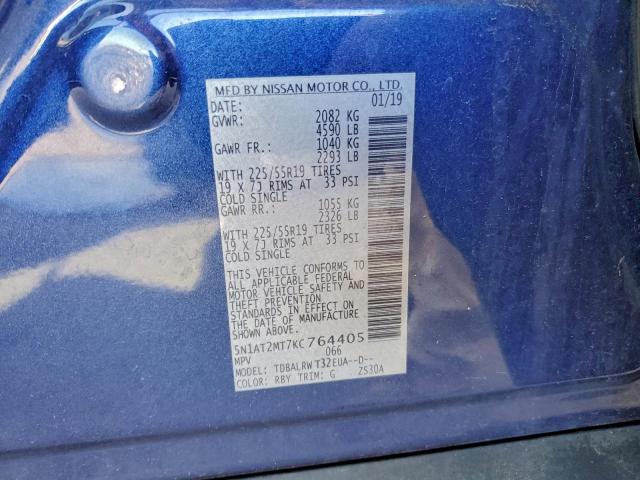 MFD BY NISSAN MOTOR CO., LTD.
DATE: 01/19
GVWR: 2082 KG
4590 LB
GAWR FR.: 1040 KG
2293 LB
WITH 225/55R19 TIRES
19 X 7J RIMS AT 33 PSI
COLD SINGLE
GAWR RR.: 1055 KG
2326 LB
WITH 225/55R19 TIRES
19 X 7J RIMS AT 33 PSI
COLD SINGLE
THIS VEHICLE CONFORMS TO
ALL APPLICABLE FEDERAL
MOTOR VEHICLE SAFETY AND
THEFT PREVENTION
STANDARDS IN EFFECT ON
THE DATE OF MANUFACTURE
SHOWN ABOVE.
5N1AT2MT7KC764405
MPV 066
MODEL: TDBALRWT32EUA--D--
COLOR: RBY TRIM: G ZS30A